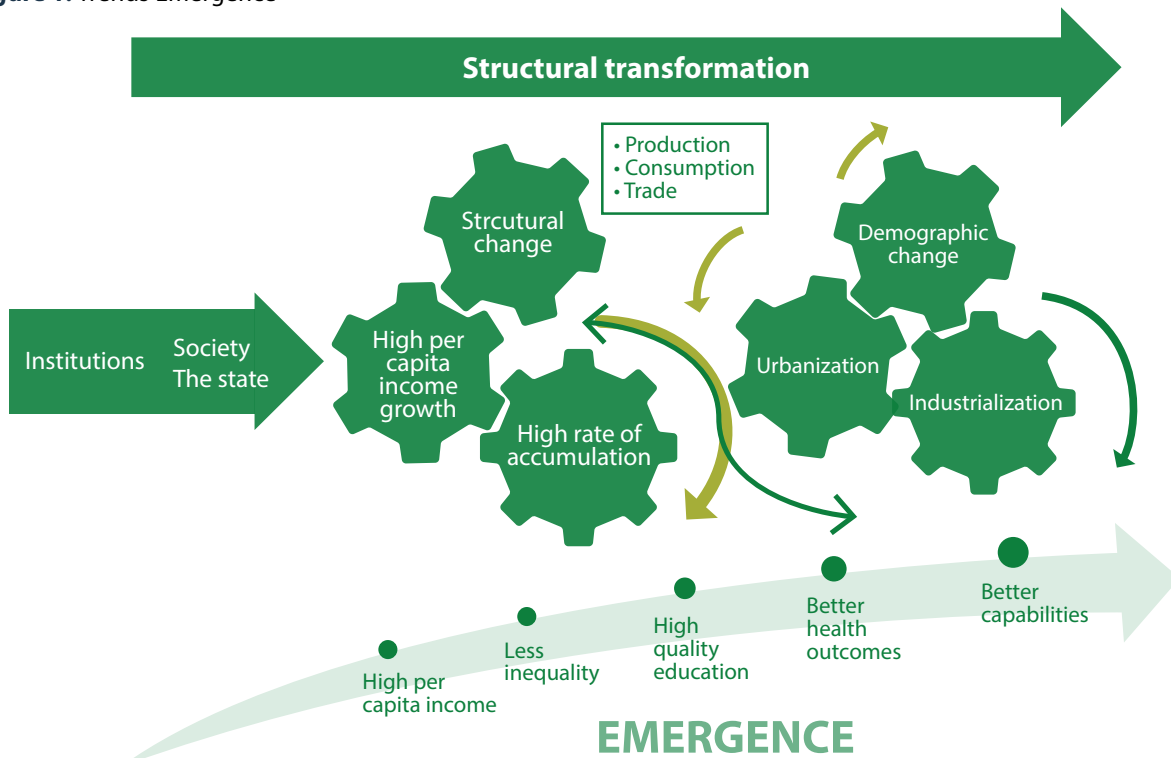 Trends Emergence
Structural transformation
• Production
• Consumption
• Trade
Strcutural
change
Demographic
change
Institutions
Society
The state
High per
capita
income
growth
High rate of
accumulation
Urbanization
Industrialization
High per
capita income
Less
inequality
High
quality
education
Better
health
outcomes
Better
capabilities
EMERGENCE